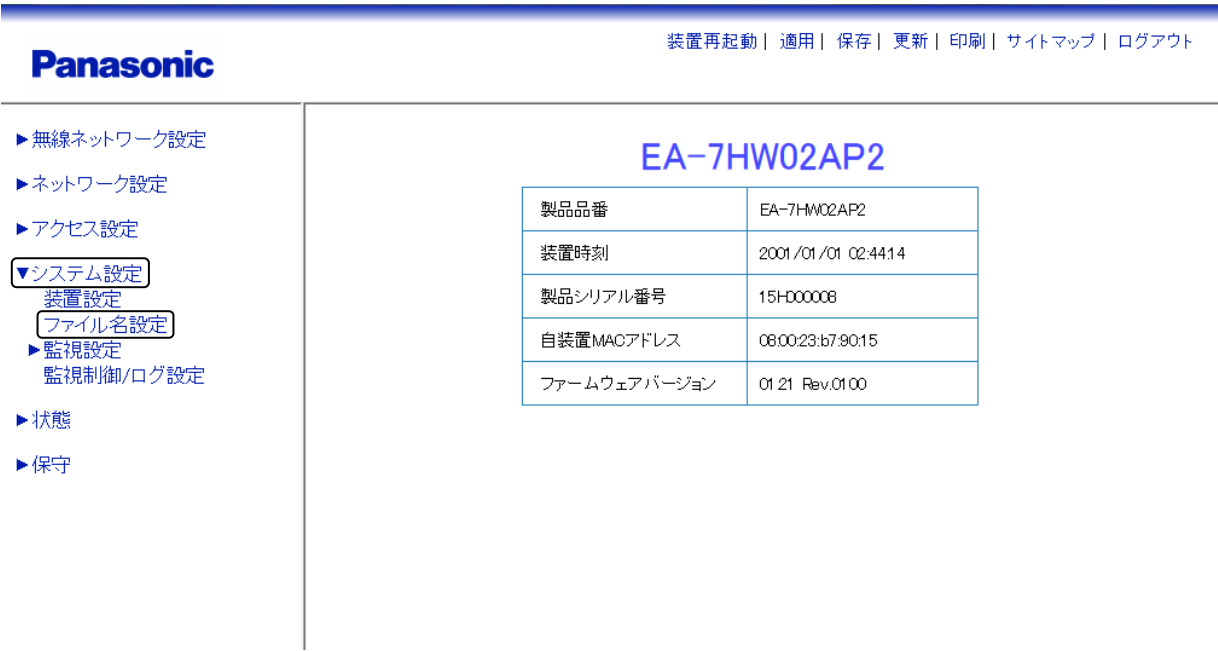 装置再起動| 適用| 保存| 更新| 印刷| サイトマップ| ログアウト
Panasonic
▶無線ネットワーク設定
▶ネットワーク設定
▶アクセス設定
▼システム設定
装置設定
ファイル名設定
▶監視設定
監視制御/ログ設定
▶状態
▶保守
EA-7HW02AP2
製品品番 EA-7HW02AP2
装置時刻 2001/01/01 02:44:14
製品シリアル番号 15H000008
自装置MACアドレス 08:00:23:b7:90:15
ファームウェアバージョン 01.21 Rev.01.00